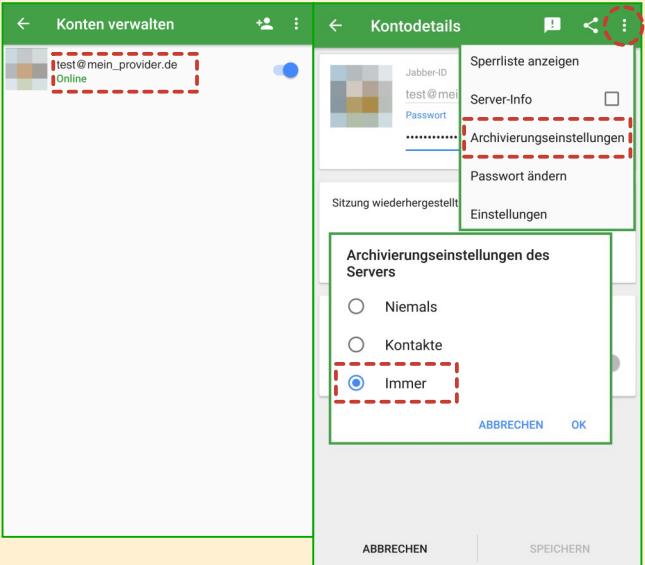 Konten verwalten
test@mein_provider.de
Online
Kontodetails
Jabber-ID
test@mei
Passwort
Sperrliste anzeigen
Server-Info
Archivierungseinstellungen
Passwort ändern
Einstellungen
Sitzung wiederhergestellt
Archivierungseinstellungen des
Servers
Niemals
Kontakte
Immer
ABBRECHEN OK
ABBRECHEN SPEICHERN